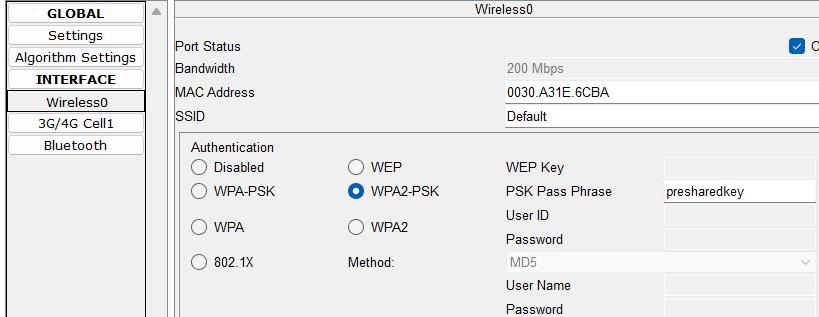 GLOBAL
Settings
Algorithm Settings
INTERFACE
Wireless0
3G/4G Cell1
Bluetooth
Wireless0
Port Status
Bandwidth 200 Mbps
MAC Address 0030.A31E.6CBA
SSID Default
Authentication
Disabled WEP WEP Key
WPA-PSK WPA2-PSK PSK Pass Phrase presharedkey
User ID
WPA WPA2
Password
802.1X Method: MD5
User Name
Password